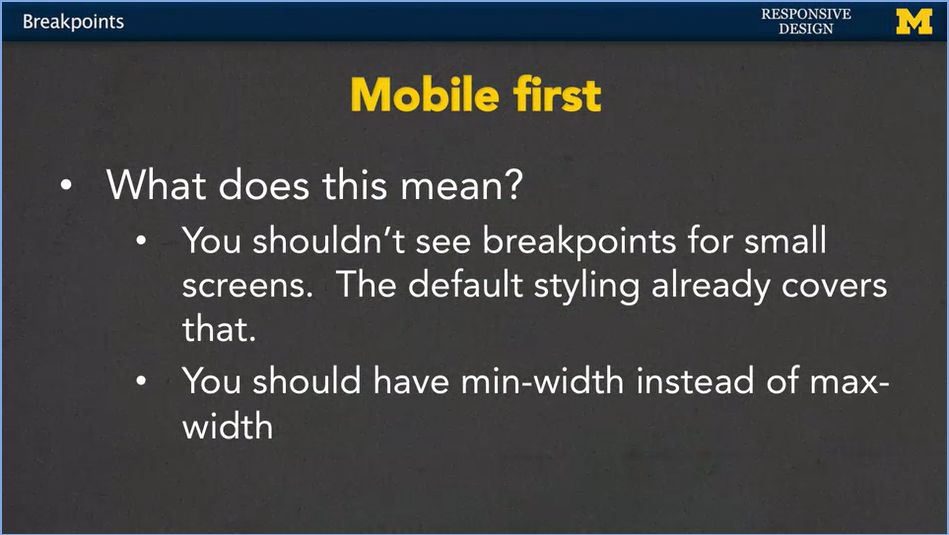 Breakpoints
RESPONSIVE
DESIGN
M
Mobile first
• What does this mean?
• You shouldn't see breakpoints for small
screens.  The default styling already covers
that.
• You should have min-width instead of max-
width